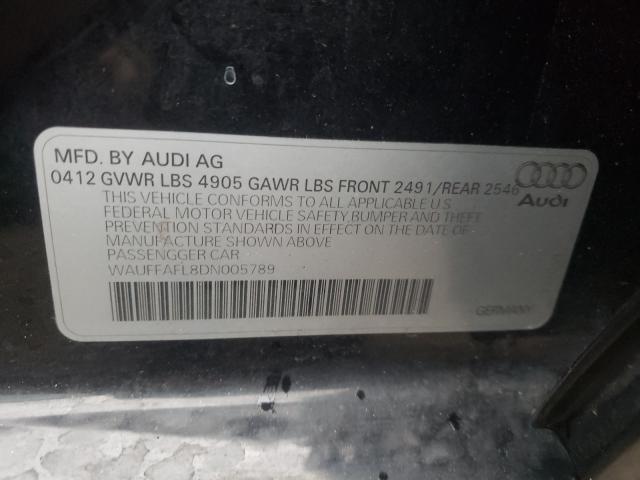 MFD. BY AUDI AG
0412 GVWR LBS 4905 GAWR LBS FRONT 2491/REAR 2546
THIS VEHICLE CONFORMS TO ALL APPLICABLE U.S
FEDERAL MOTOR VEHICLE SAFETY,BUMPER AND THEFT
PREVENTION STANDARDS IN EFFECT ON THE DATE OF
MANUFACTURE SHOWN ABOVE
PASSENGGER CAR
WAUFFAFL8DN005789
Audi
GERMANY